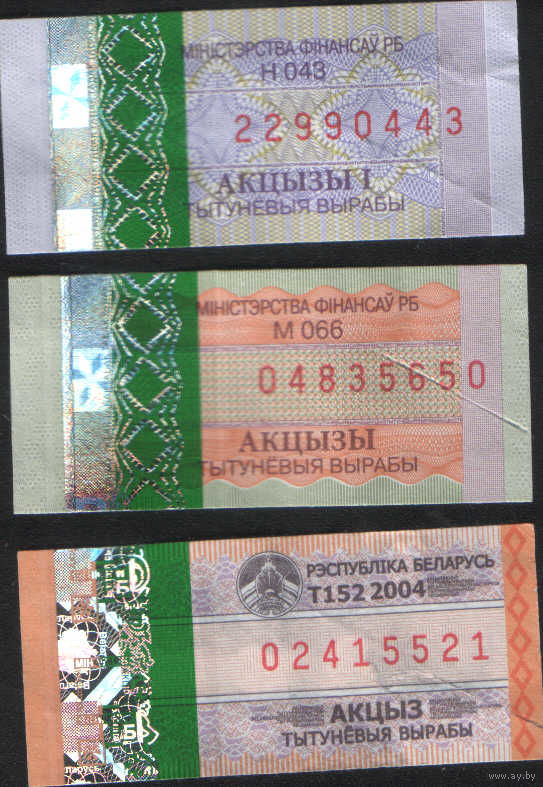 МІНІСТЭРСТВА ФІНАНСАЎ РБ
Н 043
22990443
АКЦЫЗЫ І
ТЫТУНЁВЫЯ ВЫРАБЫ
МІНІСТЭРСТВА ФІНАНСАЎ РБ
М 066
04835650
АКЦЫЗЫ
ТЫТУНЁВЫЯ ВЫРАБЫ
РЭСПУБЛІКА БЕЛАРУСЬ
Т152 2004
02415521
АКЦЫЗ
ТЫТУНЁВЫЯ ВЫРАБЫ
МІН
www.ay.by